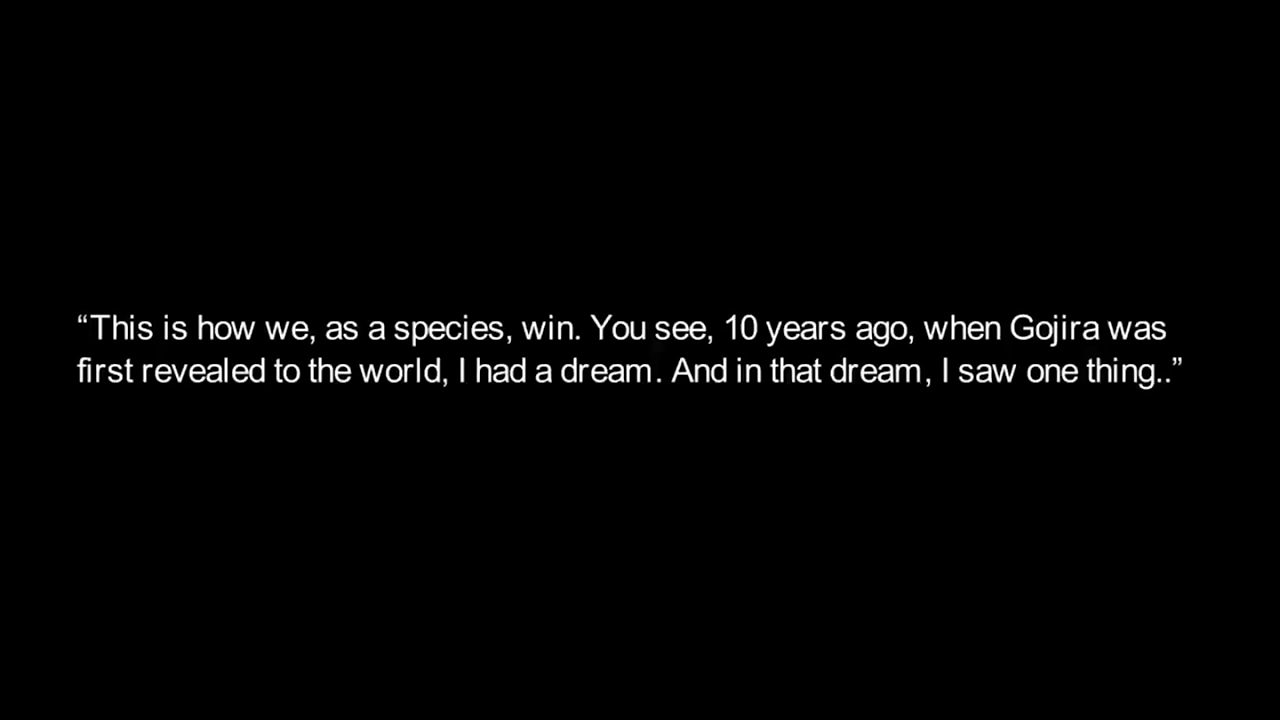 “This is how we, as a species, win. You see, 10 years ago, when Gojira was
first revealed to the world, I had a dream. And in that dream, I saw one thing..”